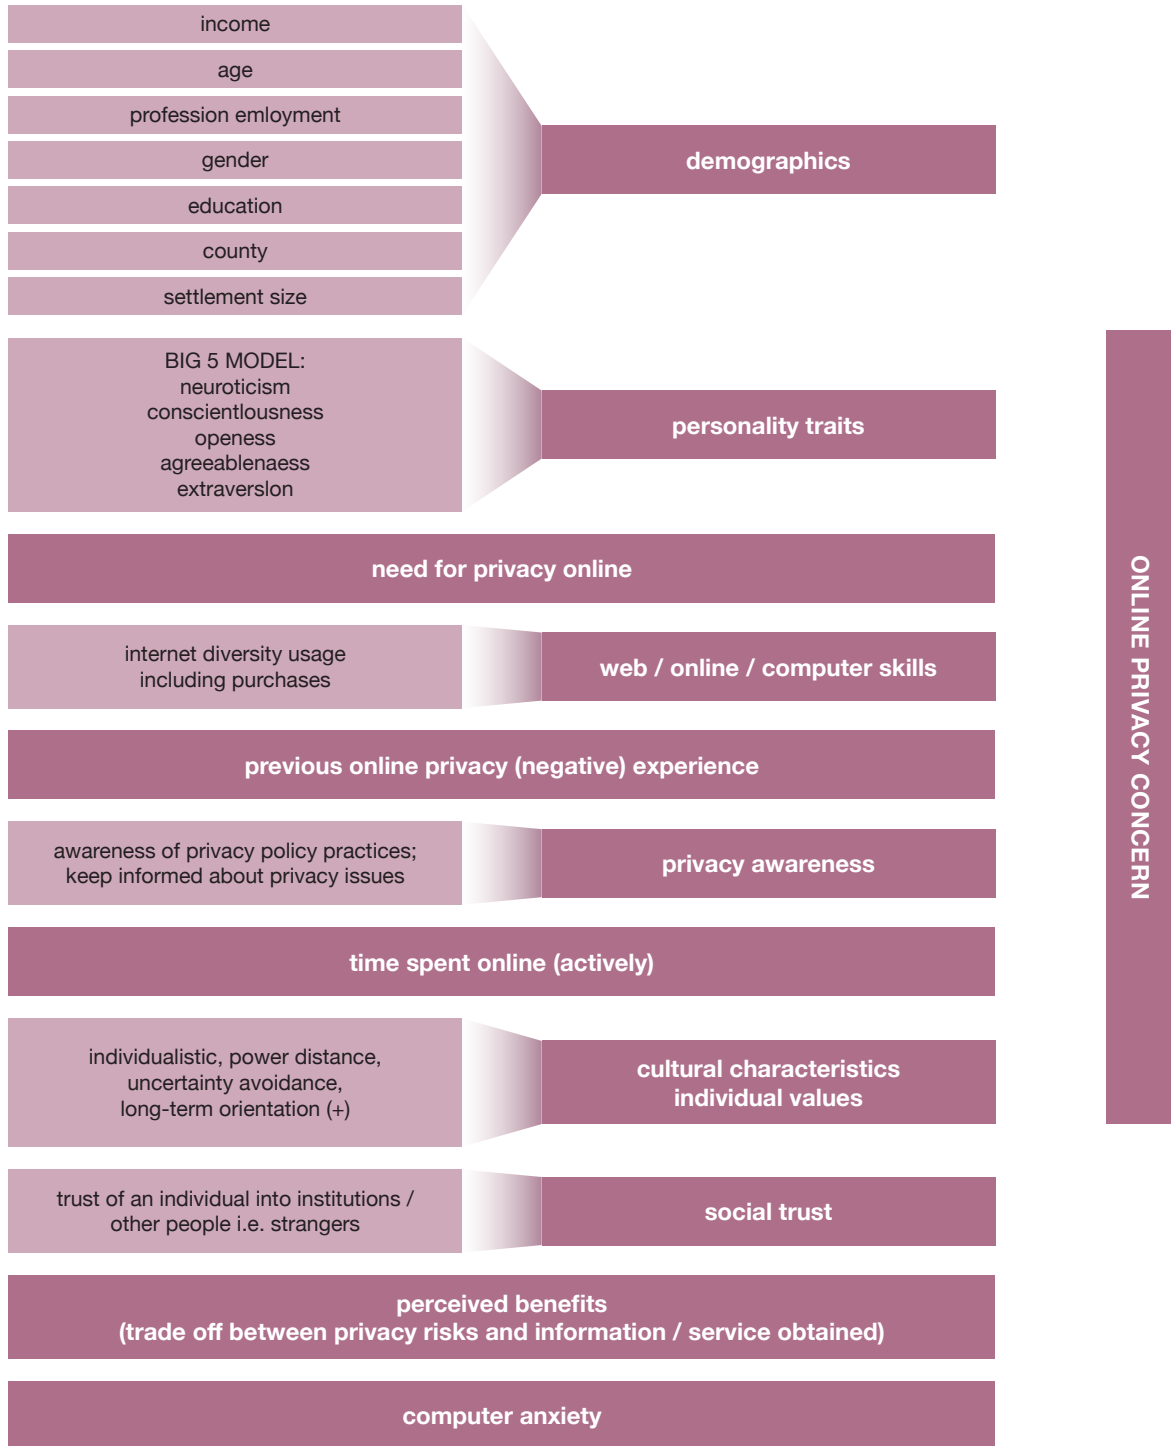 income
age
profession emloyment
gender
education
county
settlement size
demographics
BIG 5 MODEL:
neuroticism
conscientlousness
openess
agreeablenaess
extraverslon
personality traits
need for privacy online
internet diversity usage
including purchases
web / online / computer skills
previous online privacy (negative) experience
awareness of privacy policy practices;
keep informed about privacy issues
privacy awareness
time spent online (actively)
individualistic, power distance,
uncertainty avoidance,
long-term orientation (+)
cultural characteristics
individual values
trust of an individual into institutions /
other people i.e. strangers
social trust
perceived benefits
(trade off between privacy risks and information / service obtained)
computer anxiety
ONLINE PRIVACY CONCERN